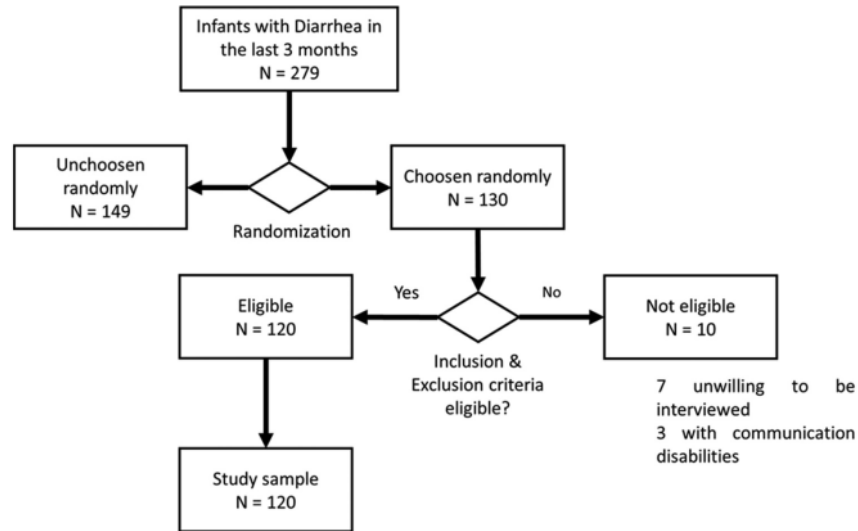 Infants with Diarrhea in
the last 3 months
N = 279
Unchoosen
randomly
N = 149
Choosen randomly
N = 130
Randomization
Eligible
N = 120
Yes
No
Not eligible
N = 10
Inclusion &
Exclusion criteria
eligible?
7 unwilling to be
interviewed
3 with communication
disabilities
Study sample
N = 120